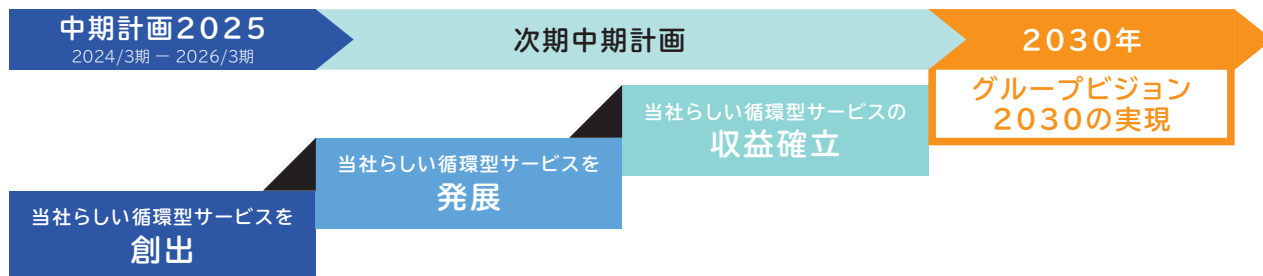 中期計画2025
2024/3期 － 2026/3期
次期中期計画
2030年
グループビジョン
2030の実現
当社らしい循環型サービスの
収益確立
当社らしい循環型サービスを
発展
当社らしい循環型サービスを
創出